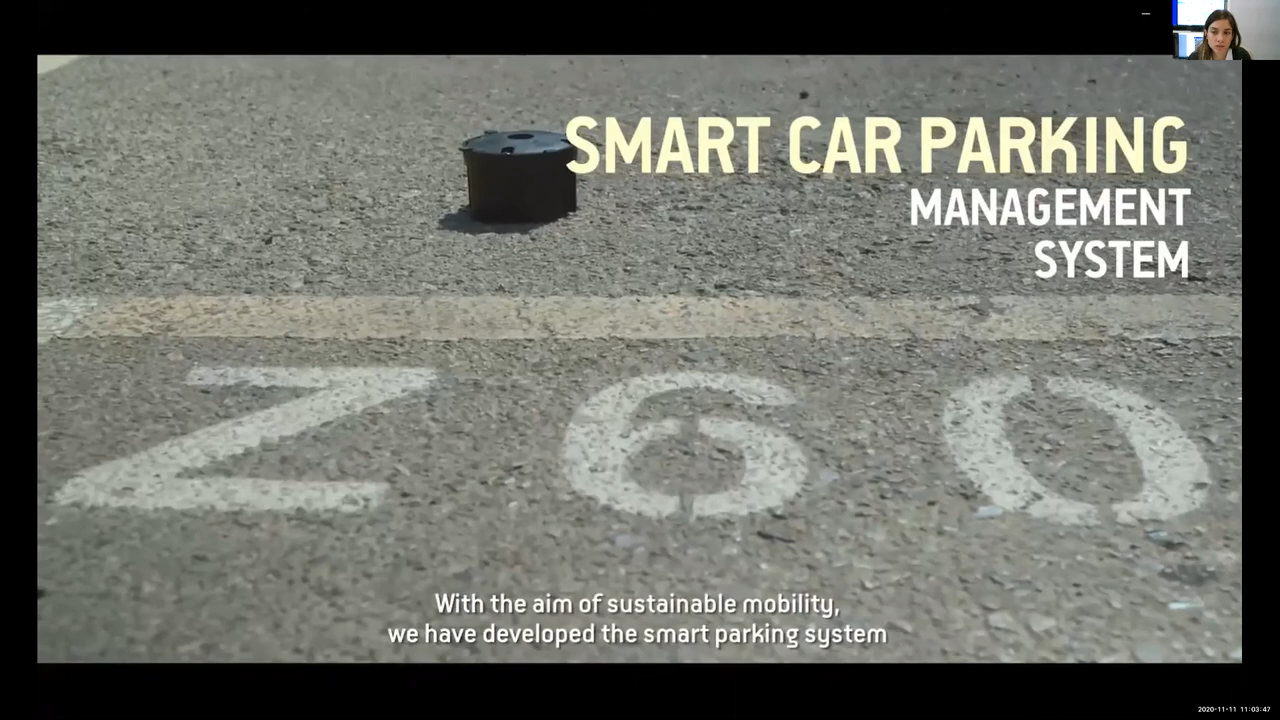 SMART CAR PARKING
MANAGEMENT
SYSTEM
Z60
With the aim of sustainable mobility,
we have developed the smart parking system
2020-11-11 11:03:47